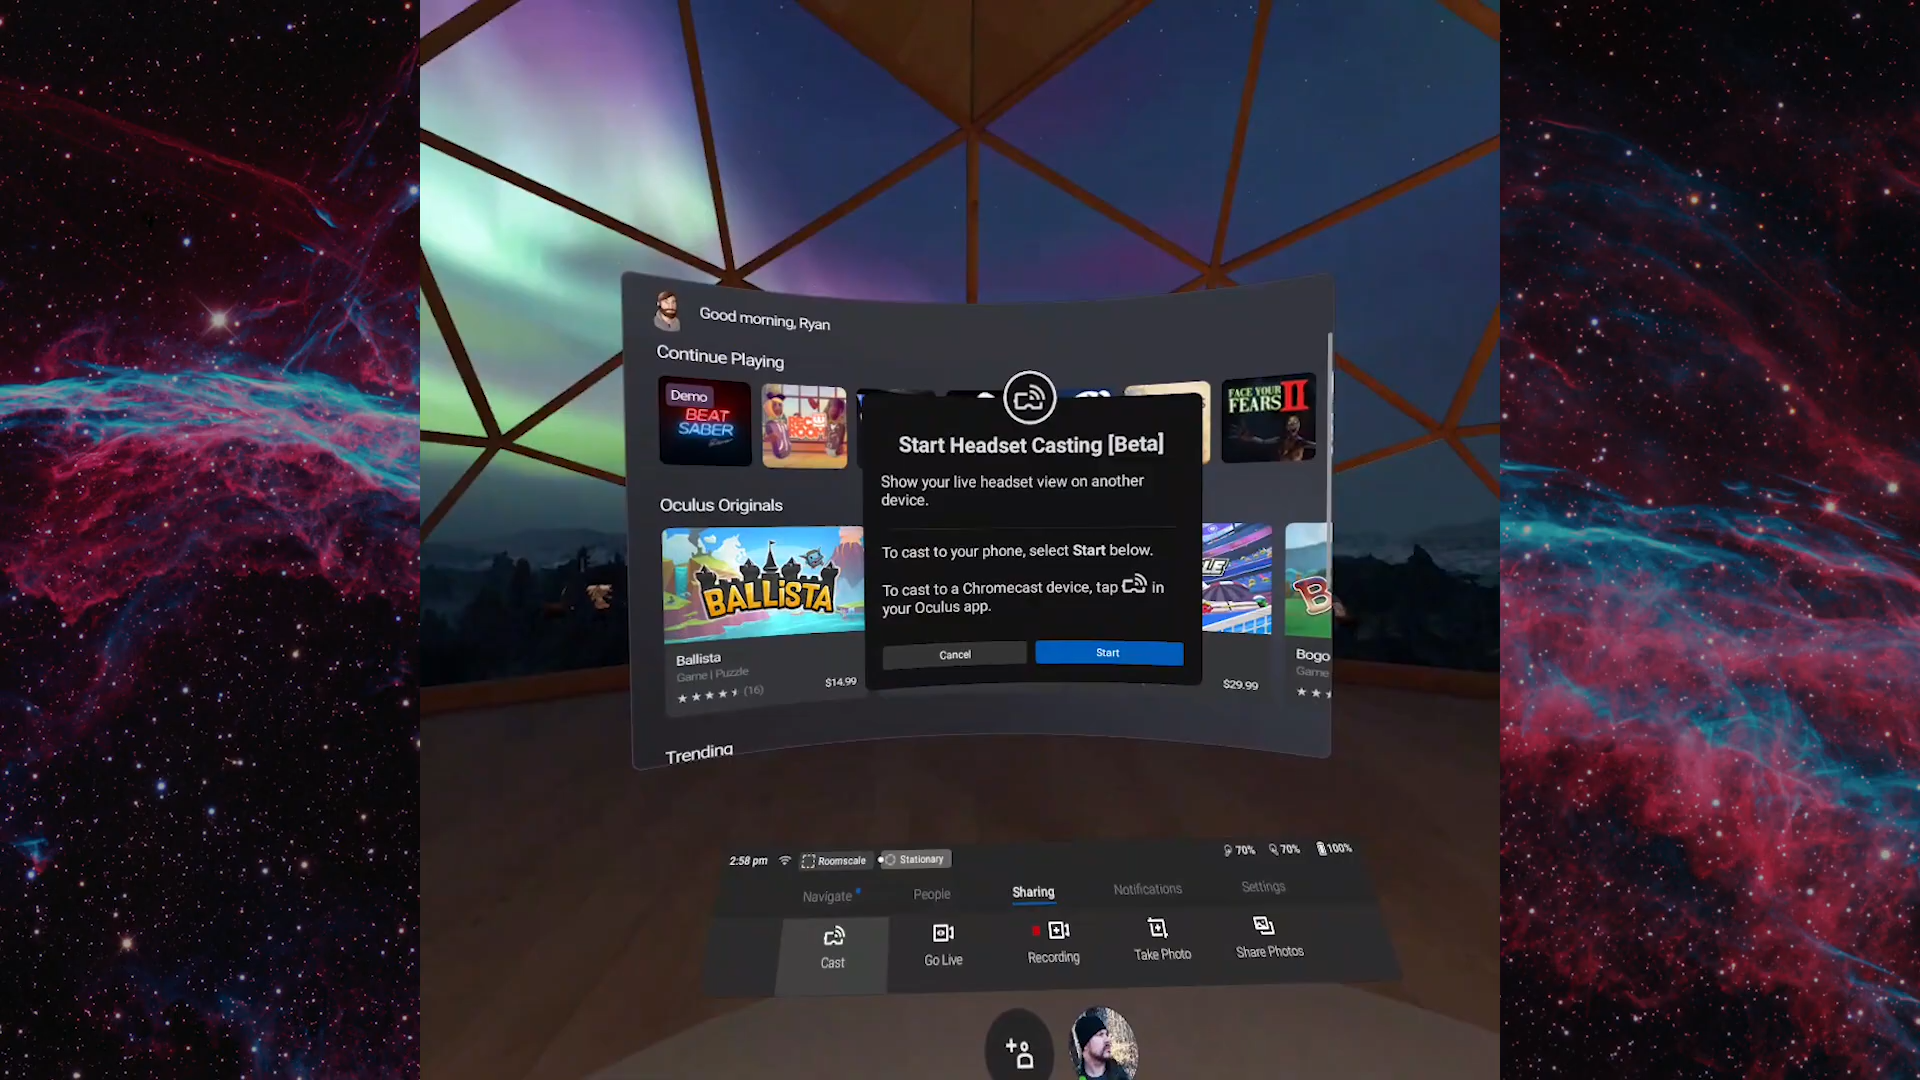 Good morning, Ryan
Continue Playing
Demo
BEAT
SABER
FACE YOUR
FEARS II
Start Headset Casting [Beta]
Show your live headset view on another
device.
To cast to your phone, select Start below.
To cast to a Chromecast device, tap in
your Oculus app.
Cancel
Start
Oculus Originals
BALLISTA
Ballista
Game | Puzzle
(16)
$14.99
$29.99
Bogo
Game
Trending
2:58 pm
Roomscale
Stationary
70%
70%
100%
Navigate
People
Sharing
Notifications
Settings
Cast
Go Live
Recording
Take Photo
Share Photos